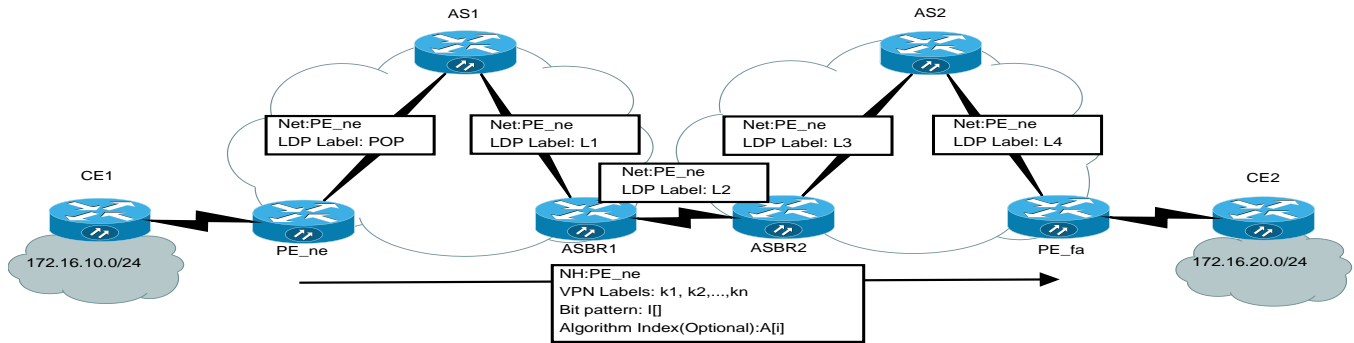 AS1
AS2
Net:PE_ne
LDP Label: POP
Net:PE_ne
LDP Label: L1
Net:PE_ne
LDP Label: L3
Net:PE_ne
LDP Label: L4
Net:PE_ne
LDP Label: L2
CE1
CE2
PE_ne
ASBR1
ASBR2
PE_fa
172.16.10.0/24
172.16.20.0/24
NH:PE_ne
VPN Labels: k1, k2,...,kn
Bit pattern: I[]
Algorithm Index(Optional):A[i]